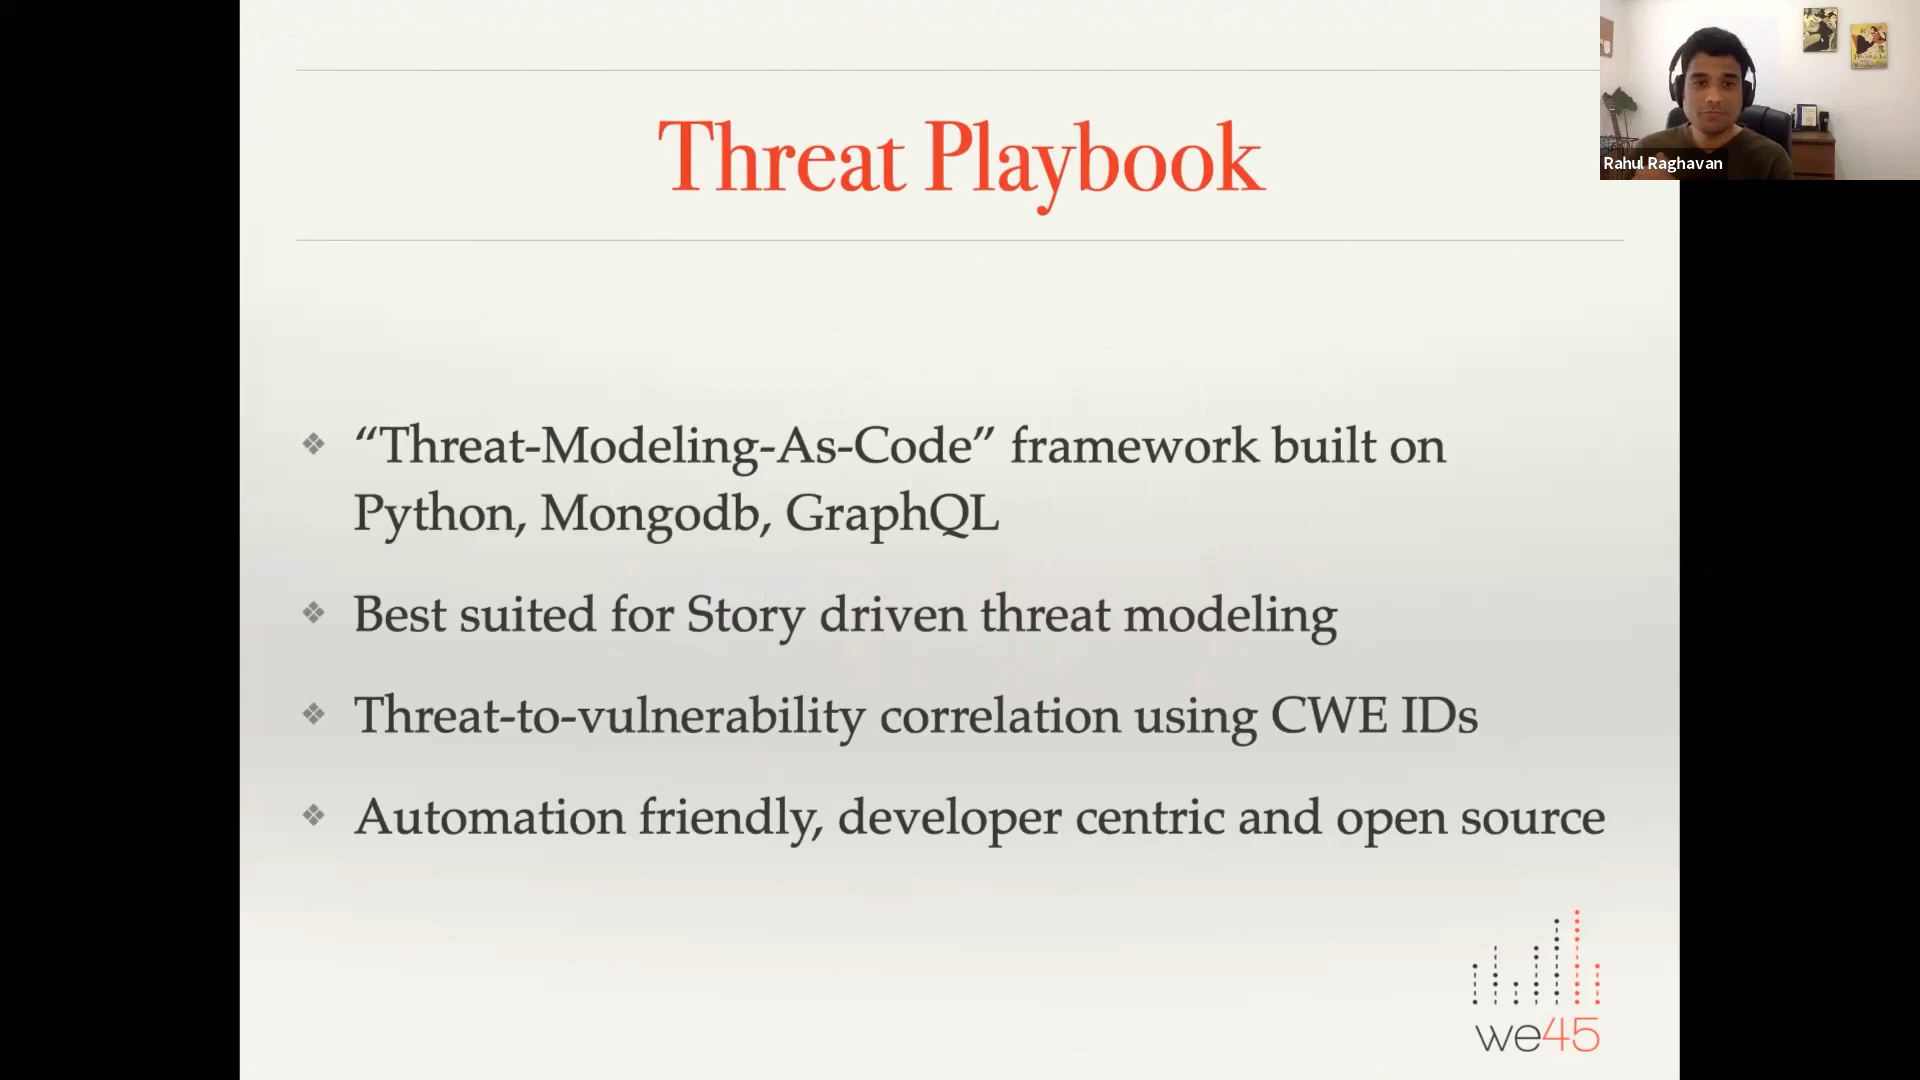 Threat Playbook
Rahul Raghavan
❖ “Threat-Modeling-As-Code” framework built on
Python, Mongodb, GraphQL
❖ Best suited for Story driven threat modeling
❖ Threat-to-vulnerability correlation using CWE IDs
❖ Automation friendly, developer centric and open source
we45